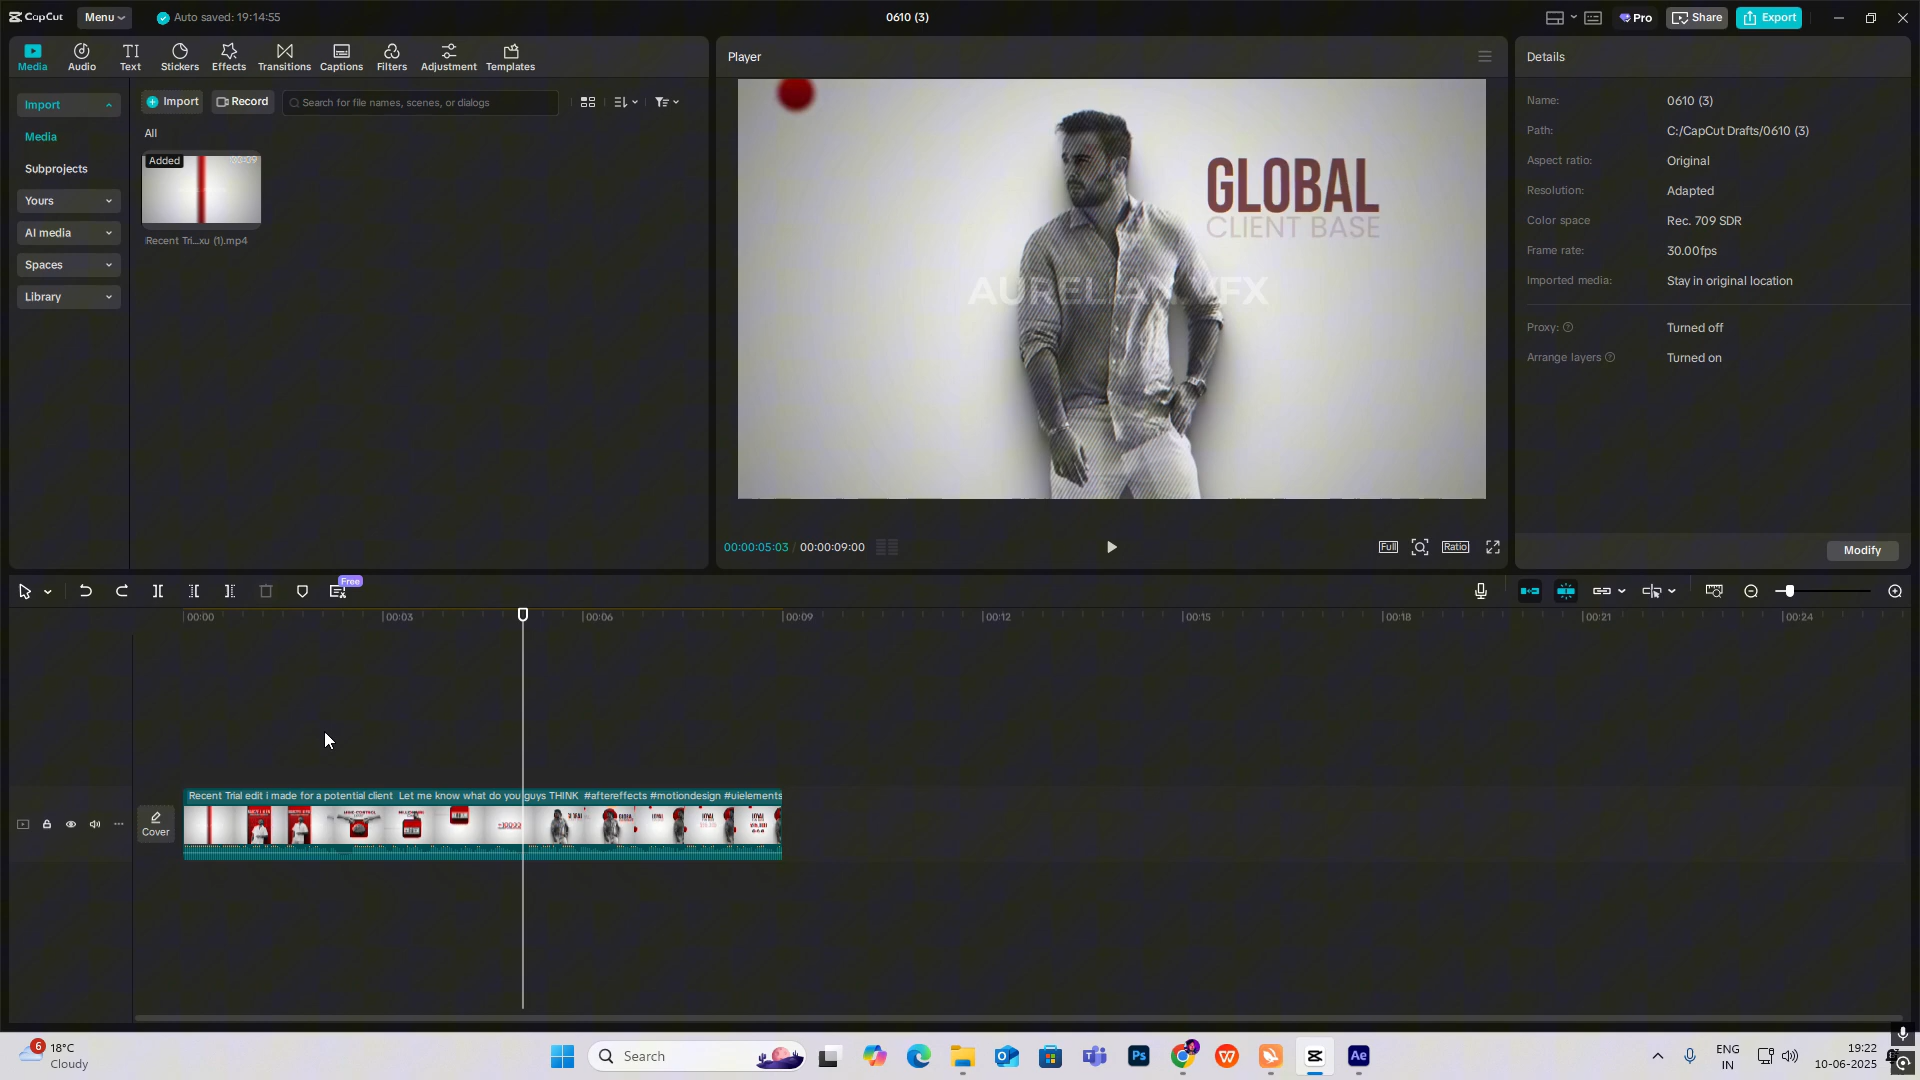 CapCut
Menu
Auto saved: 19:14:55
0610 (3)
Pro
Share
Export
Media
Audio
Text
Stickers
Effects
Transitions
Captions
Filters
Adjustment
Templates
Import
Media
Subprojects
Yours
AI media
Spaces
Library
Import
Record
Search for file names, scenes, or dialogs
All
Added
00:09
Recent Tri...xu (1).mp4
Player
GLOBAL
CLIENT BASE
00:00:05:03 / 00:00:09:00
Full
Ratio
Details
Name: 0610 (3)
Path: C:/CapCut Drafts/0610 (3)
Aspect ratio: Original
Resolution: Adapted
Color space Rec. 709 SDR
Frame rate: 30.00fps
Imported media: Stay in original location
Proxy: Turned off
Arrange layers Turned on
Modify
Free
00:00
00:03
00:06
00:09
00:12
00:15
00:18
00:21
00:24
Cover
Recent Trial edit i made for a potential client Let me know what do you guys THINK #aftereffects #motiondesign #uielements
6
18°C
Cloudy
Search
Ps
Ae
ENG
IN
19:22
10-06-2025